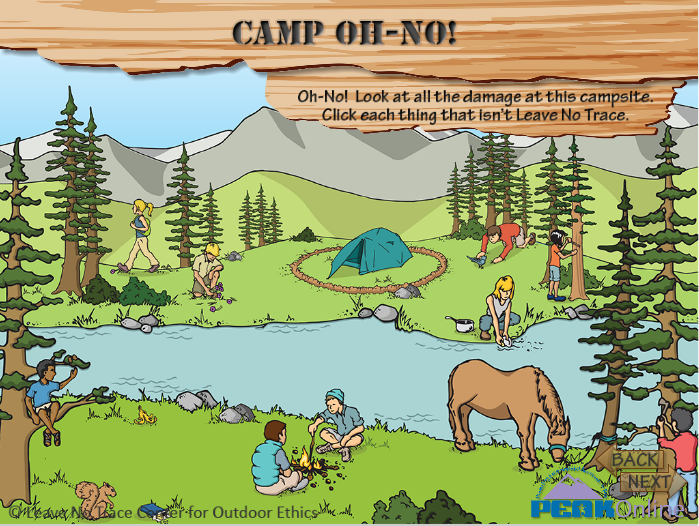 CAMP OH-NO!
Oh-No! Look at all the damage at this campsite.
Click each thing that isn't Leave No Trace.
BACK
NEXT
© Leave No Trace Center for Outdoor Ethics
PEAK Online